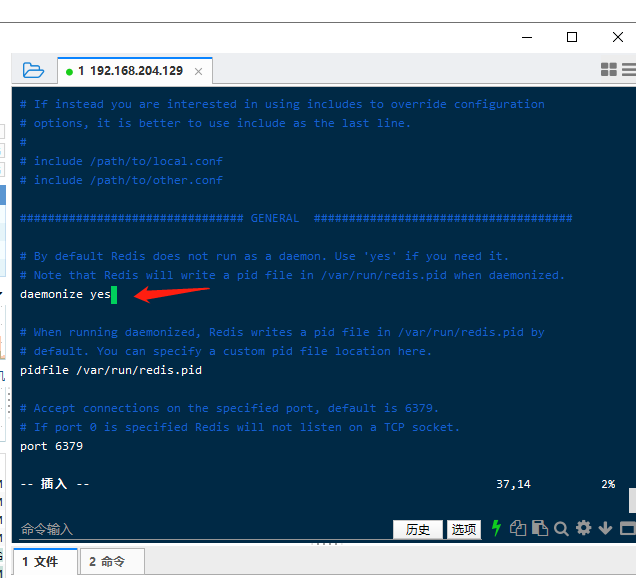 1 192.168.204.129 ×
# If instead you are interested in using includes to override configuration
# options, it is better to use include as the last line.
#
# include /path/to/local.conf
# include /path/to/other.conf
################################ GENERAL  #####################################
# By default Redis does not run as a daemon. Use 'yes' if you need it.
# Note that Redis will write a pid file in /var/run/redis.pid when daemonized.
daemonize yes
# When running daemonized, Redis writes a pid file in /var/run/redis.pid by
# default. You can specify a custom pid file location here.
pidfile /var/run/redis.pid
# Accept connections on the specified port, default is 6379.
# If port 0 is specified Redis will not listen on a TCP socket.
port 6379
-- 插入 -- 37,14 2%
命令输入 历史 选项
1 文件 2 命令